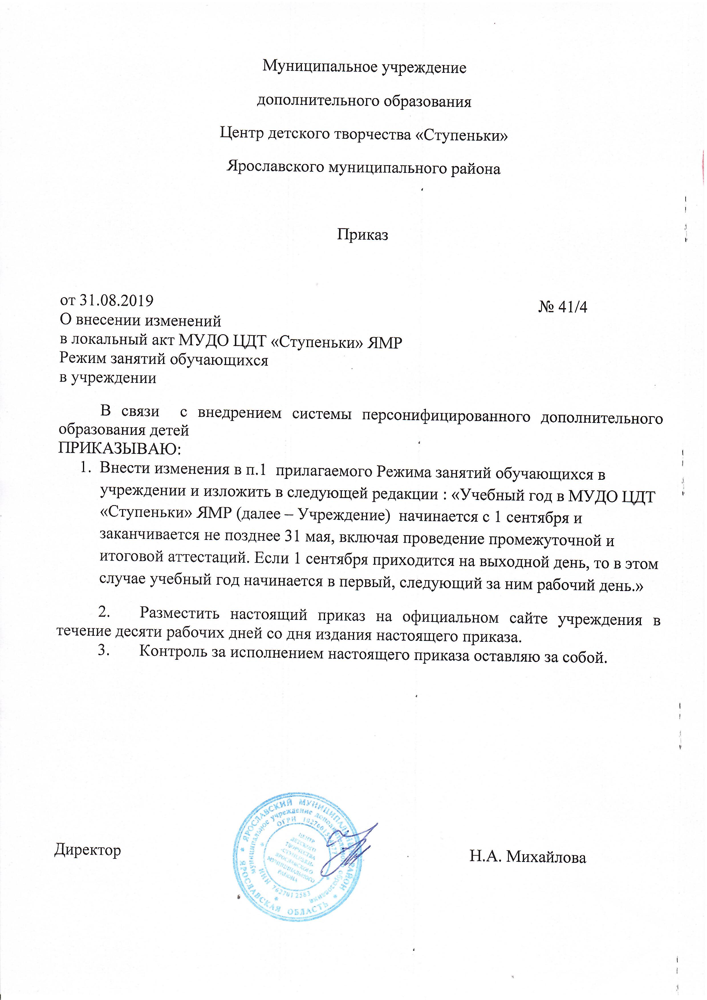 Муниципальное учреждение
дополнительного образования
Центр детского творчества «Ступеньки»
Ярославского муниципального района
Приказ
от 31.08.2019
№ 41/4
О внесении изменений
в локальный акт МУДО ЦДТ «Ступеньки» ЯМР
Режим занятий обучающихся
в учреждении
В связи с внедрением системы персонифицированного дополнительного
образования детей
ПРИКАЗЫВАЮ:
1. Внести изменения в п.1 прилагаемого Режима занятий обучающихся в
учреждении и изложить в следующей редакции : «Учебный год в МУДО ЦДТ
«Ступеньки» ЯМР (далее – Учреждение) начинается с 1 сентября и
заканчивается не позднее 31 мая, включая проведение промежуточной и
итоговой аттестаций. Если 1 сентября приходится на выходной день, то в этом
случае учебный год начинается в первый, следующий за ним рабочий день.»
2. Разместить настоящий приказ на официальном сайте учреждения в
течение десяти рабочих дней со дня издания настоящего приказа.
3. Контроль за исполнением настоящего приказа оставляю за собой.
Директор
Н.А. Михайлова
ЯРОСЛАВСКИЙ МУНИЦИПАЛЬНЫЙ РАЙОН
ЯРОСЛАВСКАЯ ОБЛАСТЬ
муниципальное учреждение дополнительного образования
ОГРН
ИНН 7627012583
ЦЕНТР
ДЕТСКОГО
ТВОРЧЕСТВА
«СТУПЕНЬКИ»
ЯРОСЛАВСКОГО
МУНИЦИПАЛЬНОГО
РАЙОНА